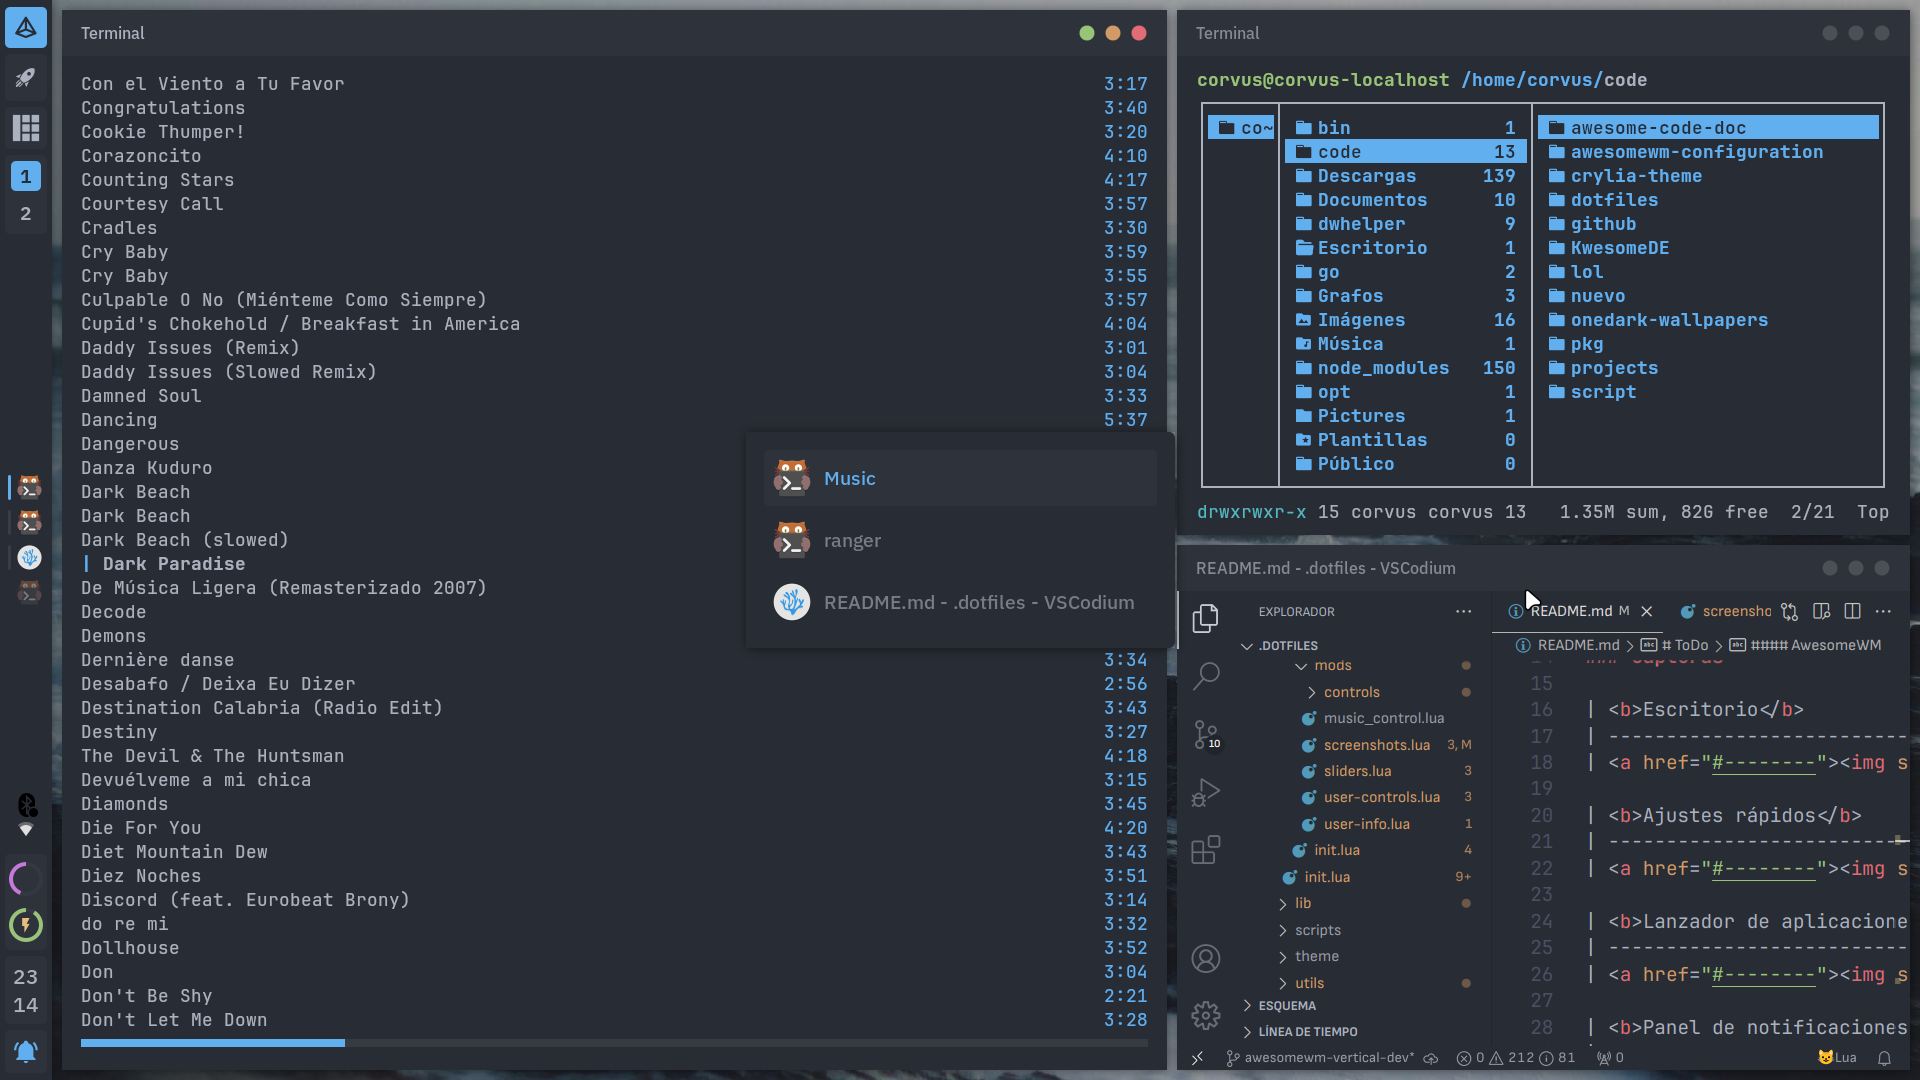 1
2
23
14
Terminal
Con el Viento a Tu Favor 3:17
Congratulations 3:40
Cookie Thumper! 3:20
Corazoncito 4:10
Counting Stars 4:17
Courtesy Call 3:57
Cradles 3:30
Cry Baby 3:59
Cry Baby 3:55
Culpable O No (Miénteme Como Siempre) 3:57
Cupid's Chokehold / Breakfast in America 4:04
Daddy Issues (Remix) 3:01
Daddy Issues (Slowed Remix) 3:04
Damned Soul 3:33
Dancing 5:37
Dangerous
Danza Kuduro
Dark Beach
Dark Beach
Dark Beach (slowed)
| Dark Paradise
De Música Ligera (Remasterizado 2007)
Decode
Demons
Dernière danse 3:34
Desabafo / Deixa Eu Dizer 2:56
Destination Calabria (Radio Edit) 3:43
Destiny 3:27
The Devil & The Huntsman 4:18
Devuélveme a mi chica 3:15
Diamonds 3:45
Die For You 4:20
Diet Mountain Dew 3:43
Diez Noches 3:51
Discord (feat. Eurobeat Brony) 3:14
do re mi 3:32
Dollhouse 3:52
Don 3:04
Don't Be Shy 2:21
Don't Let Me Down 3:28
Music
ranger
README.md - .dotfiles - VSCodium
Terminal
corvus@corvus-localhost /home/corvus/code
co~ bin 1 awesome-code-doc
code 13 awesomewm-configuration
Descargas 139 crylia-theme
Documentos 10 dotfiles
dwhelper 9 github
Escritorio 1 KwesomeDE
go 2 lol
Grafos 3 nuevo
Imágenes 16 onedark-wallpapers
Música 1 pkg
node_modules 150 projects
opt 1 script
Pictures 1
Plantillas 0
Público 0
drwxrwxr-x 15 corvus corvus 13 1.35M sum, 82G free 2/21 Top
README.md - .dotfiles - VSCodium
EXPLORADOR ···
.DOTFILES
mods
controls
music_control.lua
screenshots.lua 3, M
sliders.lua 3
user-controls.lua 3
user-info.lua 1
init.lua 4
init.lua 9+
lib
scripts
theme
utils
ESQUEMA
LÍNEA DE TIEMPO
10
README.md M screensho ···
README.md > # ToDo > #### AwesomeWM
15
16 | <b>Escritorio</b>
17 | --------------------------
18 | <a href="#--------"><img s
19
20 | <b>Ajustes rápidos</b>
21 | --------------------------
22 | <a href="#--------"><img s
23
24 | <b>Lanzador de aplicacione
25 | --------------------------
26 | <a href="#--------"><img s
27
28 | <b>Panel de notificaciones
awesomewm-vertical-dev* 0 212 81 0 Lua